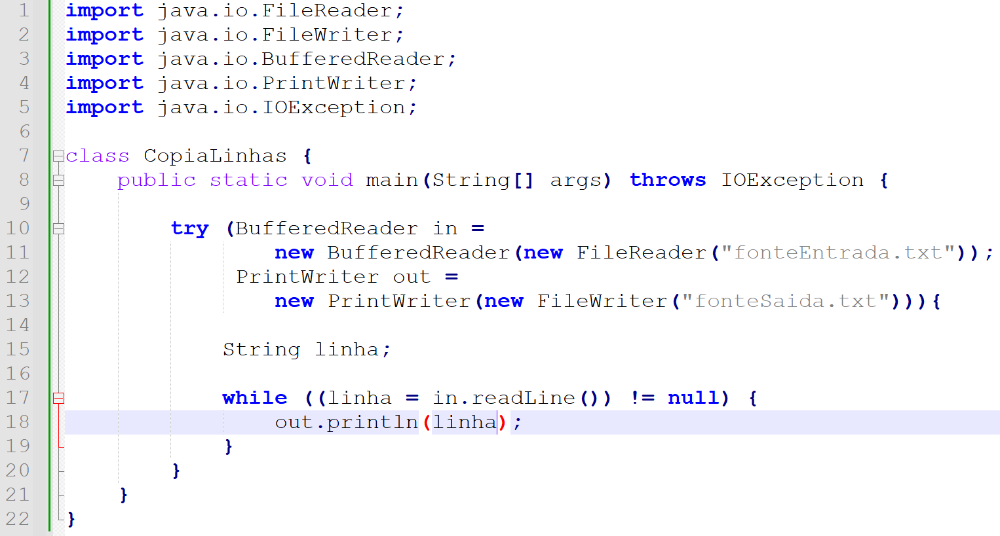 1 import java.io.FileReader;
2 import java.io.FileWriter;
3 import java.io.BufferedReader;
4 import java.io.PrintWriter;
5 import java.io.IOException;
6
7 class CopiaLinhas {
8     public static void main(String[] args) throws IOException {
9
10         try (BufferedReader in =
11                 new BufferedReader(new FileReader("fonteEntrada.txt"));
12              PrintWriter out =
13                 new PrintWriter(new FileWriter("fonteSaida.txt"))){
14
15             String linha;
16
17             while ((linha = in.readLine()) != null) {
18                 out.println(linha);
19             }
20         }
21     }
22 }